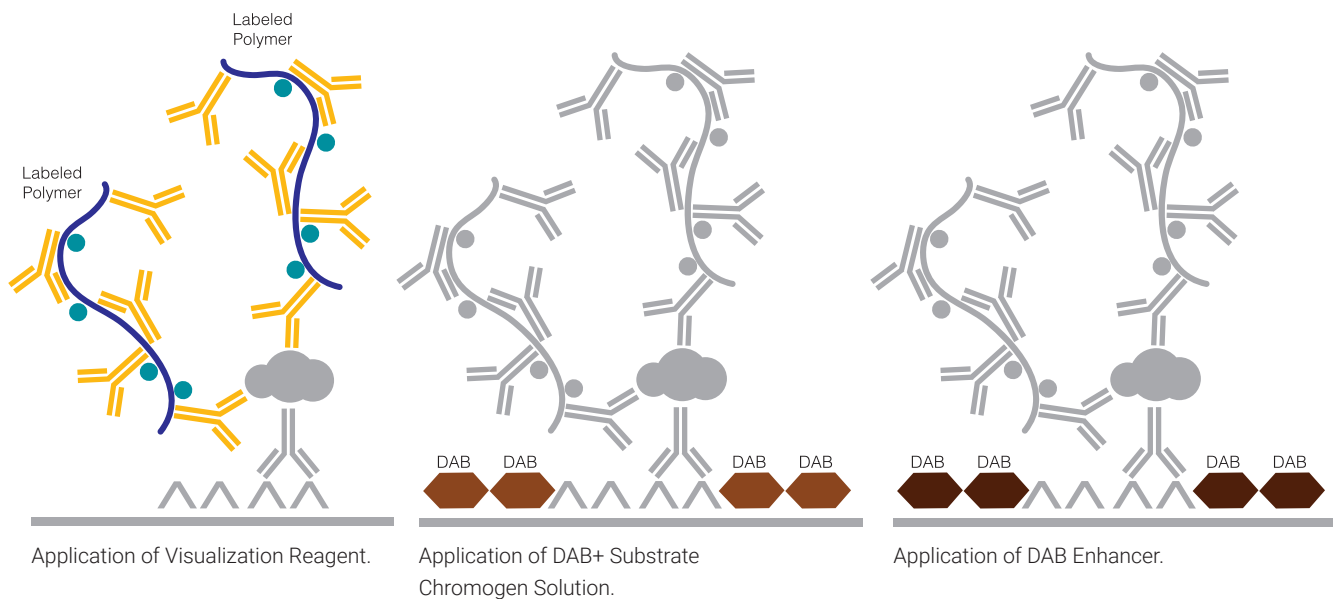 Labeled
Polymer
Labeled
Polymer
DAB DAB DAB DAB
DAB DAB DAB DAB
Application of Visualization Reagent.
Application of DAB+ Substrate
Chromogen Solution.
Application of DAB Enhancer.